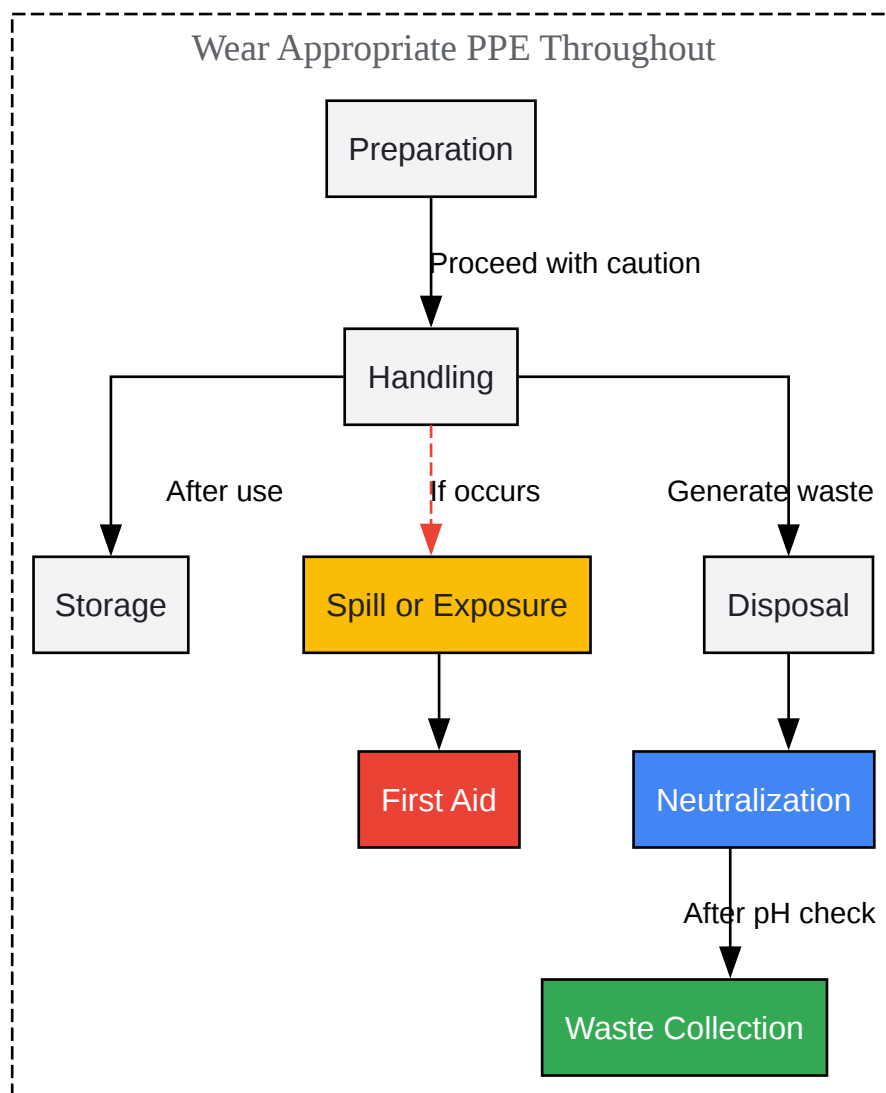 Wear Appropriate PPE Throughout
Preparation
Proceed with caution
Handling
After use
If occurs
Generate waste
Storage
Spill or Exposure
Disposal
First Aid
Neutralization
After pH check
Waste Collection